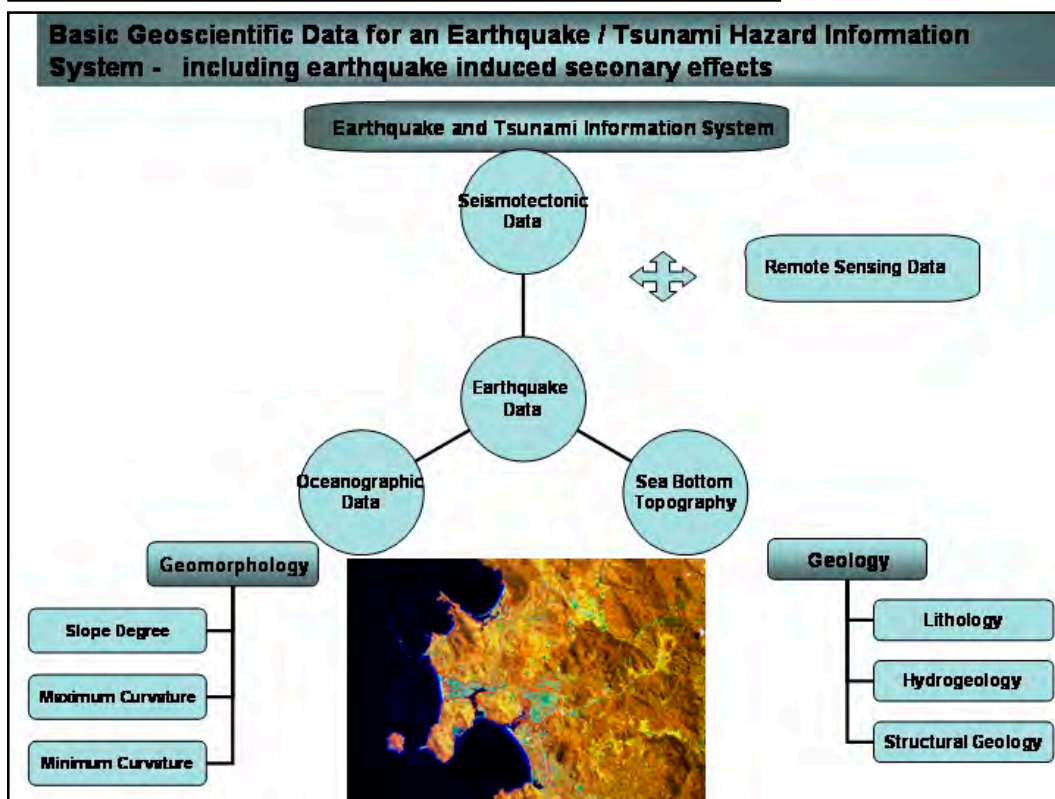 Basic Geoscientific Data for an Earthquake / Tsunami Hazard Information
System -   including earthquake induced seconary effects
Earthquake and Tsunami Information System
Seismotectonic
Data
Remote Sensing Data
Earthquake
Data
Oceanographic
Data
Sea Bottom
Topography
Geomorphology
Slope Degree
Maximum Curvature
Minimum Curvature
Geology
Lithology
Hydrogeology
Structural Geology